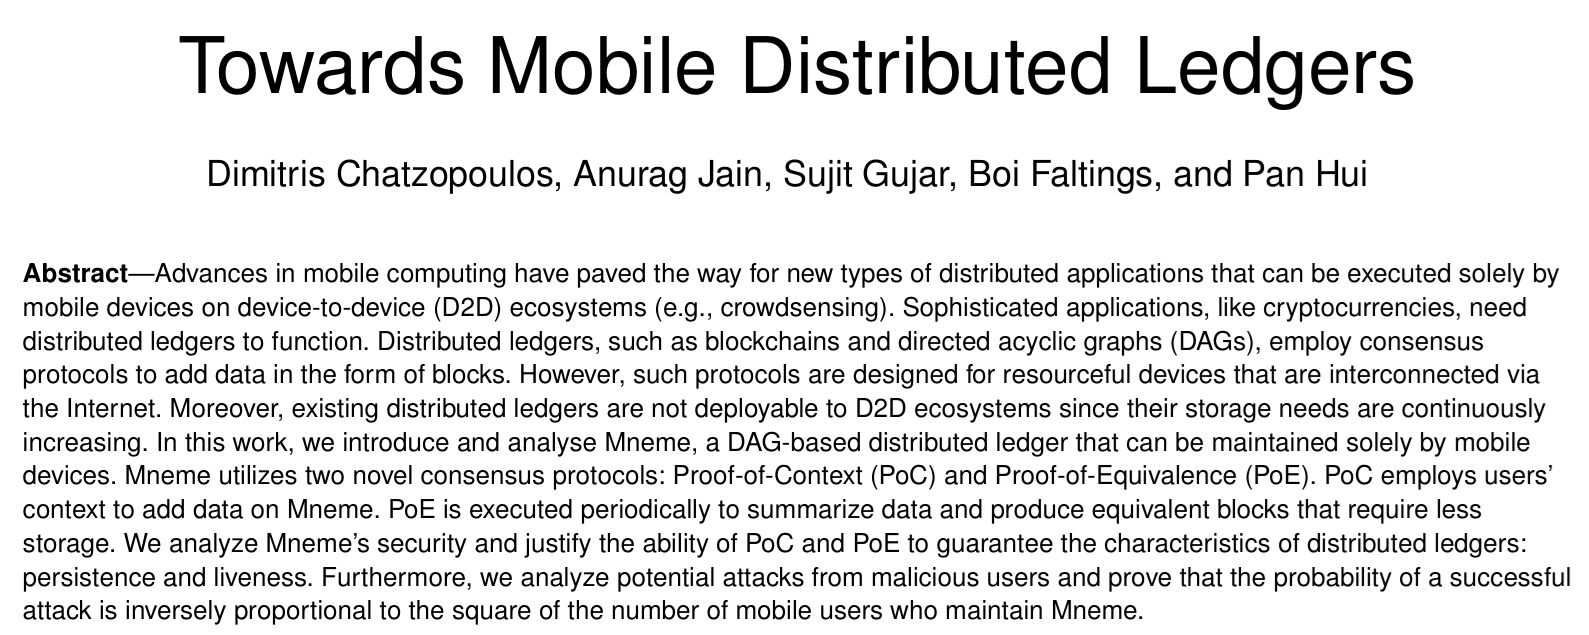 Towards Mobile Distributed Ledgers
Dimitris Chatzopoulos, Anurag Jain, Sujit Gujar, Boi Faltings, and Pan Hui
Abstract—Advances in mobile computing have paved the way for new types of distributed applications that can be executed solely by
mobile devices on device-to-device (D2D) ecosystems (e.g., crowdsensing). Sophisticated applications, like cryptocurrencies, need
distributed ledgers to function. Distributed ledgers, such as blockchains and directed acyclic graphs (DAGs), employ consensus
protocols to add data in the form of blocks. However, such protocols are designed for resourceful devices that are interconnected via
the Internet. Moreover, existing distributed ledgers are not deployable to D2D ecosystems since their storage needs are continuously
increasing. In this work, we introduce and analyse Mneme, a DAG-based distributed ledger that can be maintained solely by mobile
devices. Mneme utilizes two novel consensus protocols: Proof-of-Context (PoC) and Proof-of-Equivalence (PoE). PoC employs users’
context to add data on Mneme. PoE is executed periodically to summarize data and produce equivalent blocks that require less
storage. We analyze Mneme’s security and justify the ability of PoC and PoE to guarantee the characteristics of distributed ledgers:
persistence and liveness. Furthermore, we analyze potential attacks from malicious users and prove that the probability of a successful
attack is inversely proportional to the square of the number of mobile users who maintain Mneme.